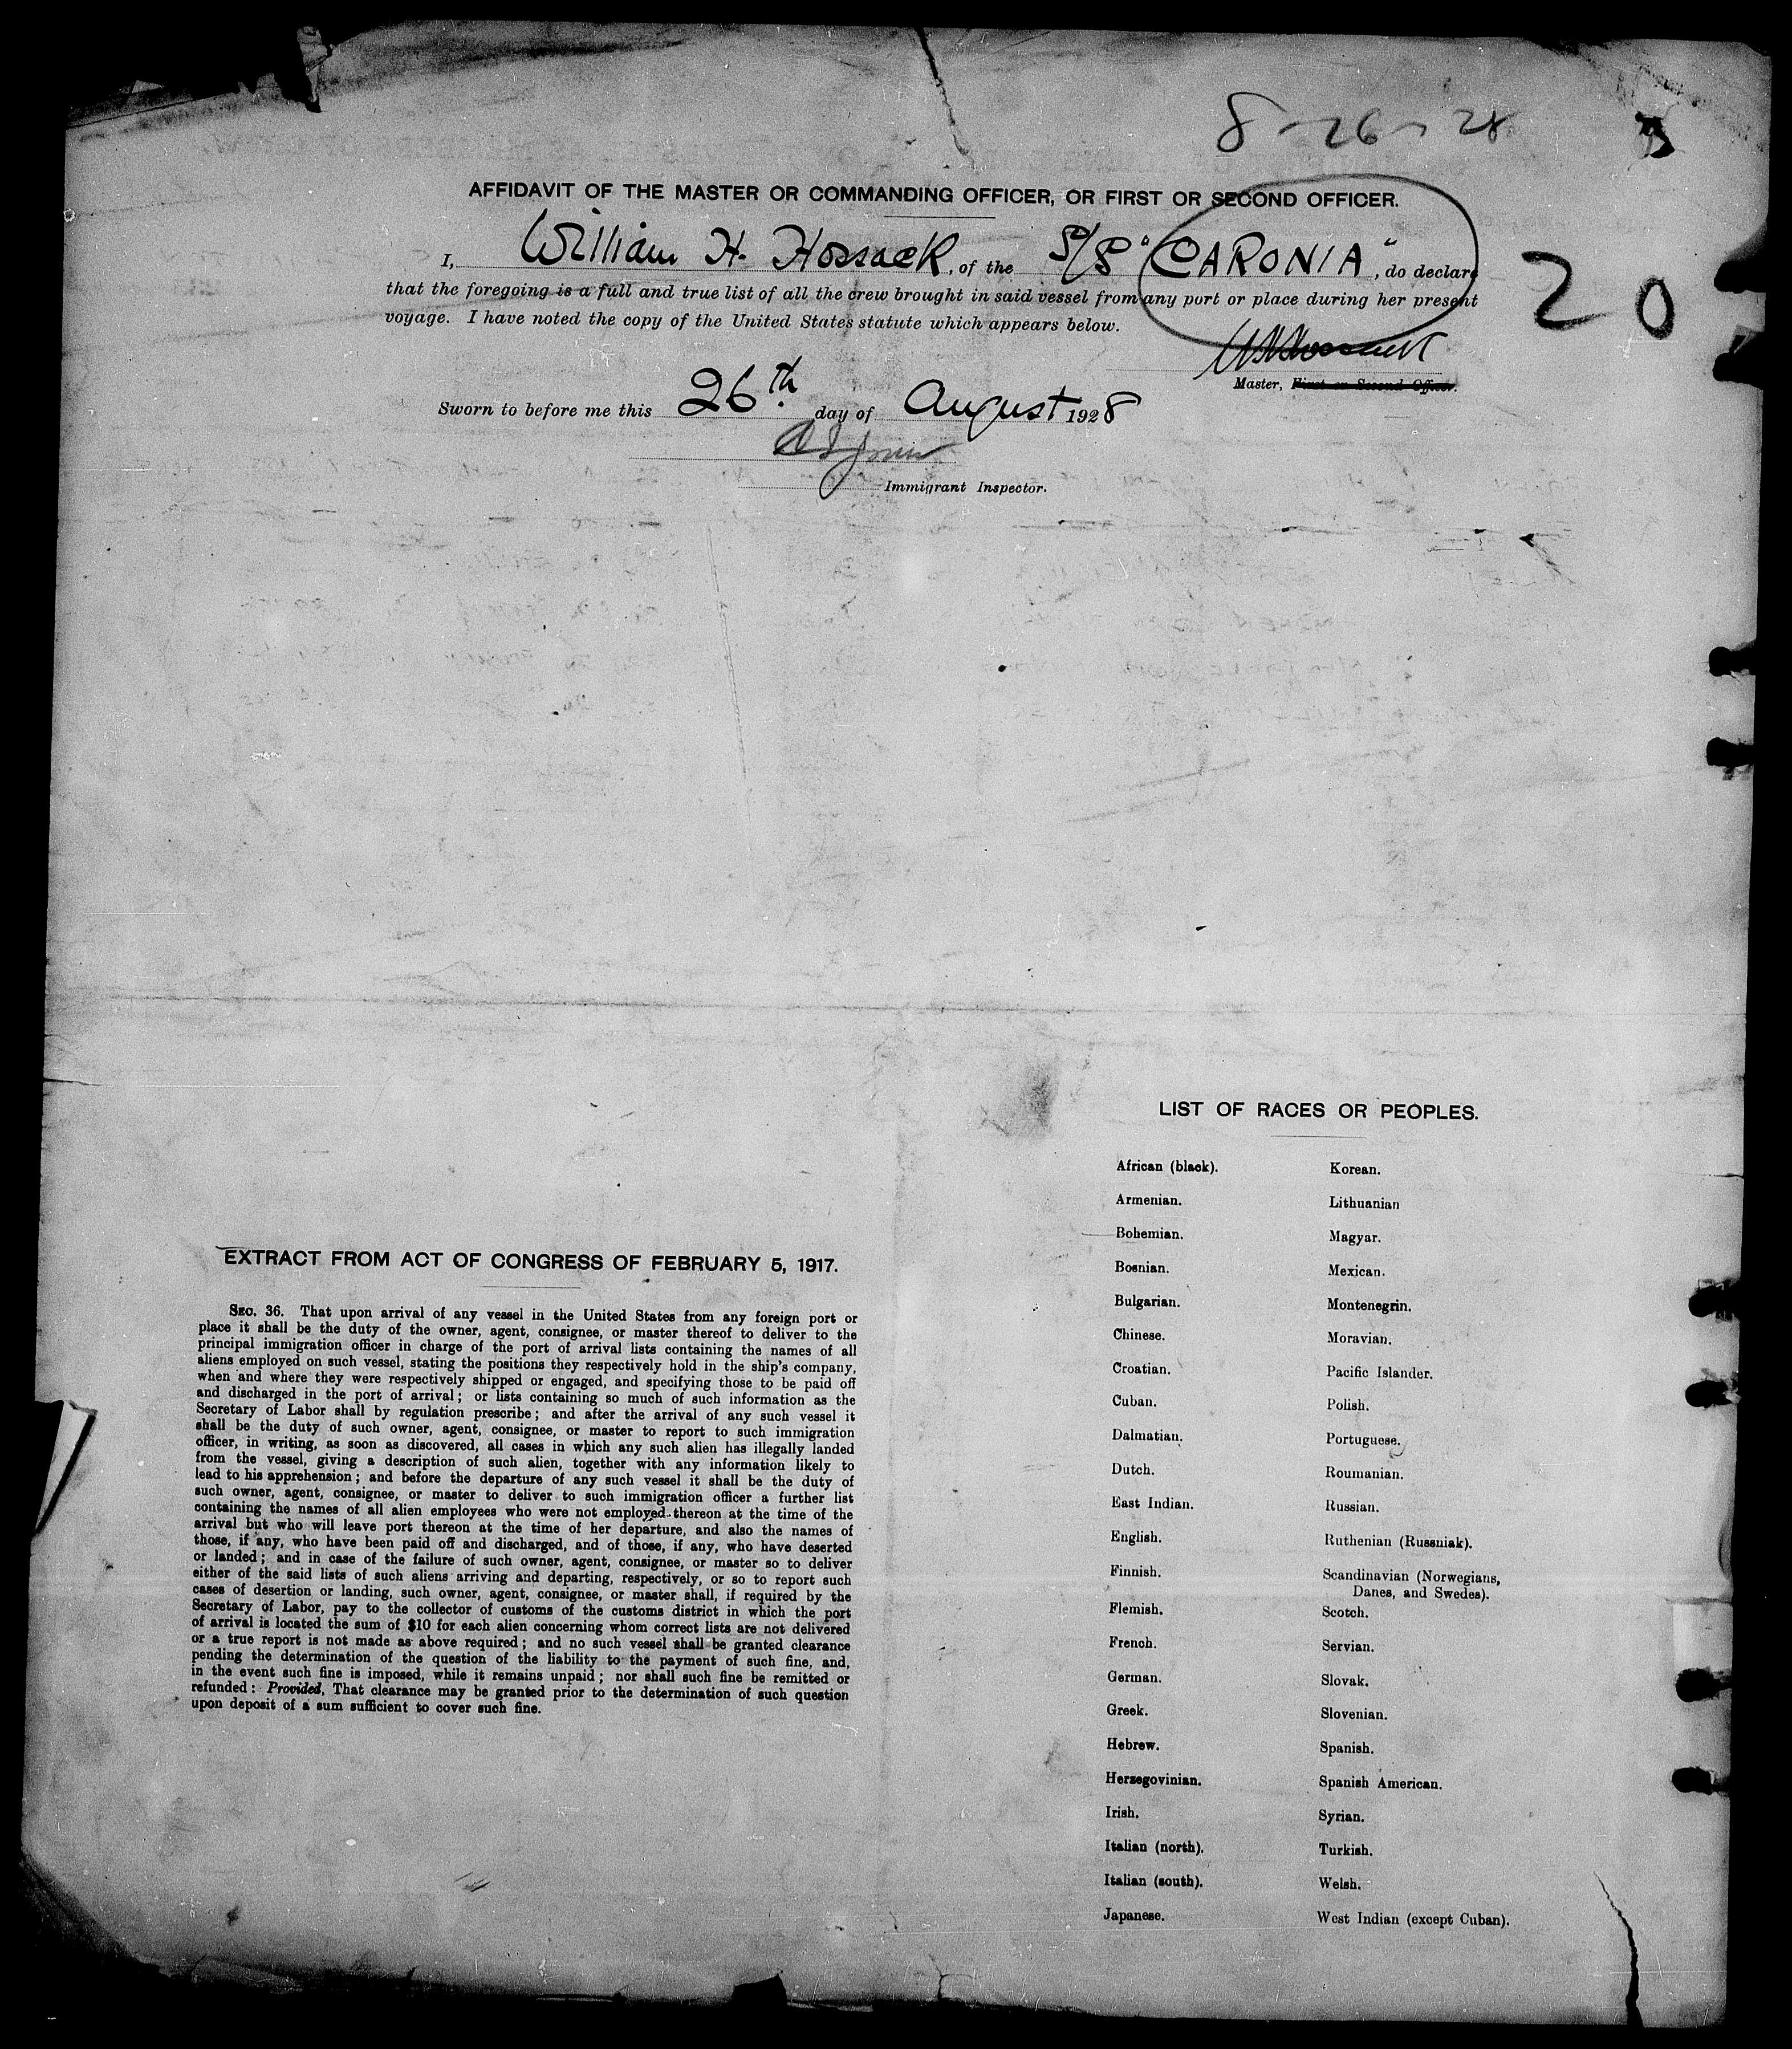 8-26-28
AFFIDAVIT OF THE MASTER OR COMMANDING OFFICER, OR FIRST OR SECOND OFFICER.
I, William H. Hossack, of the S/S "CARONIA", do declare
that the foregoing is a full and true list of all the crew brought in said vessel from any port or place during her present
voyage. I have noted the copy of the United States statute which appears below.
20
Master, First or Second Officer.
Sworn to before me this 26th day of August 1928
Immigrant Inspector.
EXTRACT FROM ACT OF CONGRESS OF FEBRUARY 5, 1917.
SEC. 36. That upon arrival of any vessel in the United States from any foreign port or
place it shall be the duty of the owner, agent, consignee, or master thereof to deliver to the
principal immigration officer in charge of the port of arrival lists containing the names of all
aliens employed on such vessel, stating the positions they respectively hold in the ship's company,
when and where they were respectively shipped or engaged, and specifying those to be paid off
and discharged in the port of arrival; or lists containing so much of such information as the
Secretary of Labor shall by regulation prescribe; and after the arrival of any such vessel it
shall be the duty of such owner, agent, consignee, or master to report to such immigration
officer, in writing, as soon as discovered, all cases in which any such alien has illegally landed
from the vessel, giving a description of such alien, together with any information likely to
lead to his apprehension; and before the departure of any such vessel it shall be the duty of
such owner, agent, consignee, or master to deliver to such immigration officer a further list
containing the names of all alien employees who were not employed thereon at the time of the
arrival but who will leave port thereon at the time of her departure, and also the names of
those, if any, who have been paid off and discharged, and of those, if any, who have deserted
or landed; and in case of the failure of such owner, agent, consignee, or master so to deliver
either of the said lists of such aliens arriving and departing, respectively, or so to report such
cases of desertion or landing, such owner, agent, consignee, or master shall, if required by the
Secretary of Labor, pay to the collector of customs of the customs district in which the port
of arrival is located the sum of $10 for each alien concerning whom correct lists are not delivered
or a true report is not made as above required; and no such vessel shall be granted clearance
pending the determination of the question of the liability to the payment of such fine, and,
in the event such fine is imposed, while it remains unpaid; nor shall such fine be remitted or
refunded: Provided, That clearance may be granted prior to the determination of such question
upon deposit of a sum sufficient to cover such fine.
LIST OF RACES OR PEOPLES.
African (black).
Armenian.
Bohemian.
Bosnian.
Bulgarian.
Chinese.
Croatian.
Cuban.
Dalmatian.
Dutch.
East Indian.
English.
Finnish.
Flemish.
French.
German.
Greek.
Hebrew.
Herzegovinian.
Irish.
Italian (north).
Italian (south).
Japanese.
Korean.
Lithuanian
Magyar.
Mexican.
Montenegrin.
Moravian.
Pacific Islander.
Polish.
Portuguese.
Roumanian.
Russian.
Ruthenian (Russniak).
Scandinavian (Norwegians,
Danes, and Swedes).
Scotch.
Servian.
Slovak.
Slovenian.
Spanish.
Spanish American.
Syrian.
Turkish.
Welsh.
West Indian (except Cuban).